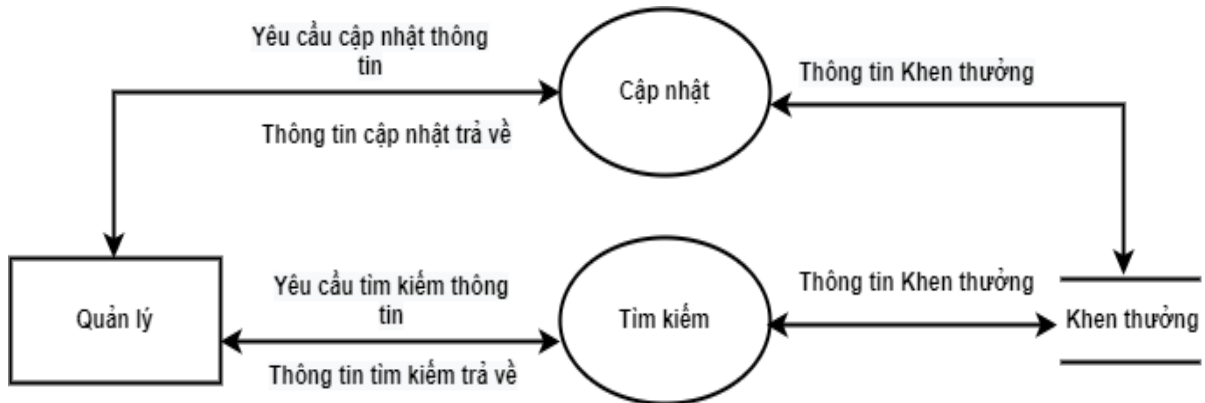 Yêu cầu cập nhật thông
tin
Cập nhật
Thông tin Khen thưởng
Thông tin cập nhật trả về
Quản lý
Yêu cầu tìm kiếm thông
tin
Tìm kiếm
Thông tin Khen thưởng
Khen thưởng
Thông tin tìm kiếm trả về